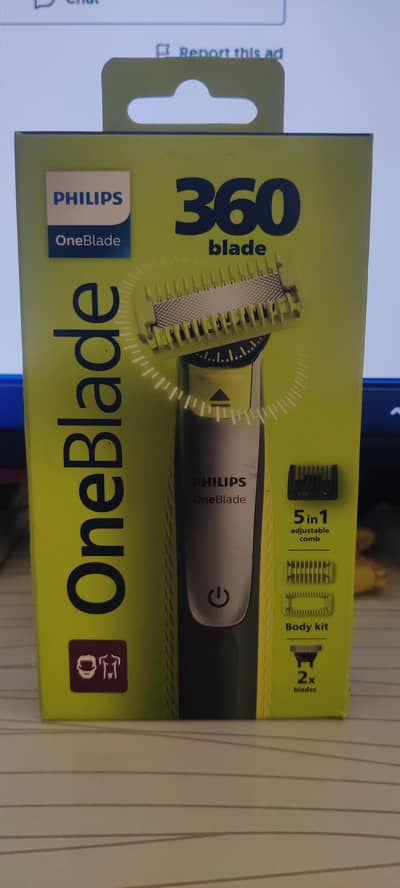 Chat
Report this ad
PHILIPS
OneBlade
360
blade
OneBlade
PHILIPS
OneBlade
5 in 1
adjustable
comb
Body kit
2x
blades